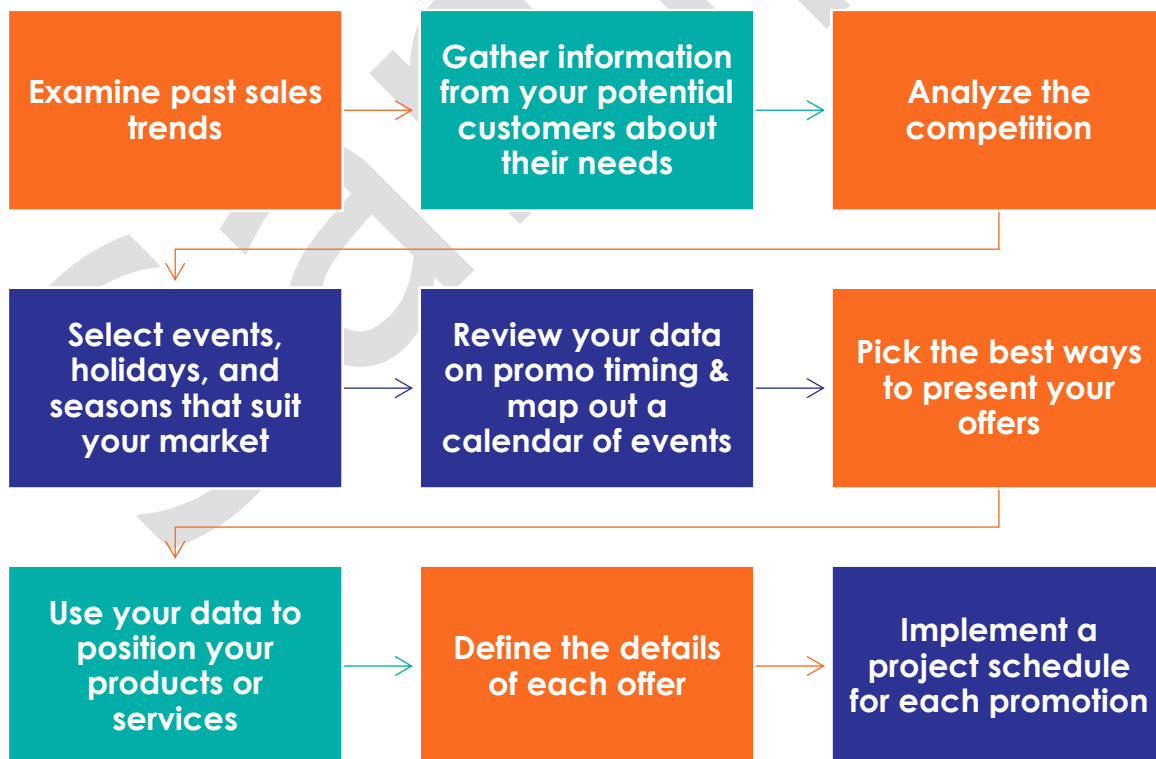 Examine past sales
trends
Gather information
from your potential
customers about
their needs
Analyze the
competition
Select events,
holidays, and
seasons that suit
your market
Review your data
on promo timing &
map out a
calendar of events
Pick the best ways
to present your
offers
Use your data to
position your
products or
services
Define the details
of each offer
Implement a
project schedule
for each promotion